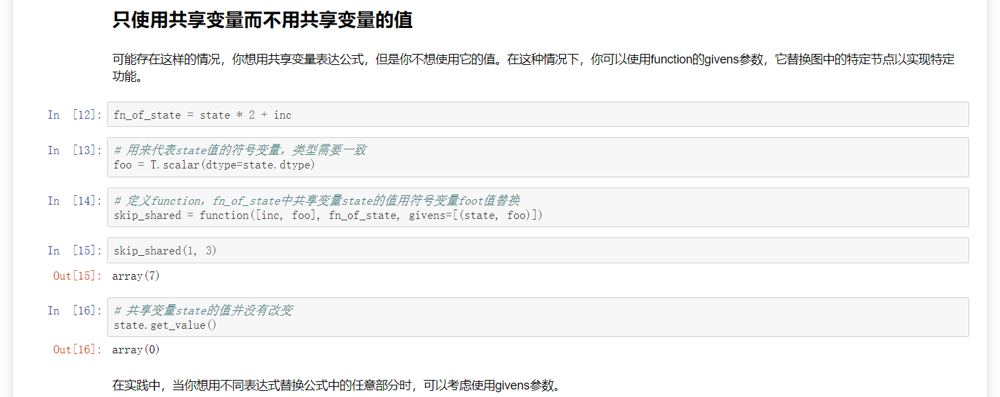 只使用共享变量而不用共享变量的值
可能存在这样的情况，你想用共享变量表达公式，但是你不想使用它的值。在这种情况下，你可以使用function的givens参数，它替换图中的特定节点以实现特定
功能。
In [12]: fn_of_state = state * 2 + inc
In [13]: # 用来代表state值的符号变量，类型需要一致
foo = T.scalar(dtype=state.dtype)
In [14]: # 定义function，fn_of_state中共享变量state的值用符号变量foot值替换
skip_shared = function([inc, foo], fn_of_state, givens=[(state, foo)])
In [15]: skip_shared(1, 3)
Out[15]: array(7)
In [16]: # 共享变量state的值并没有改变
state.get_value()
Out[16]: array(0)
在实践中，当你想用不同表达式替换公式中的任意部分时，可以考虑使用givens参数。